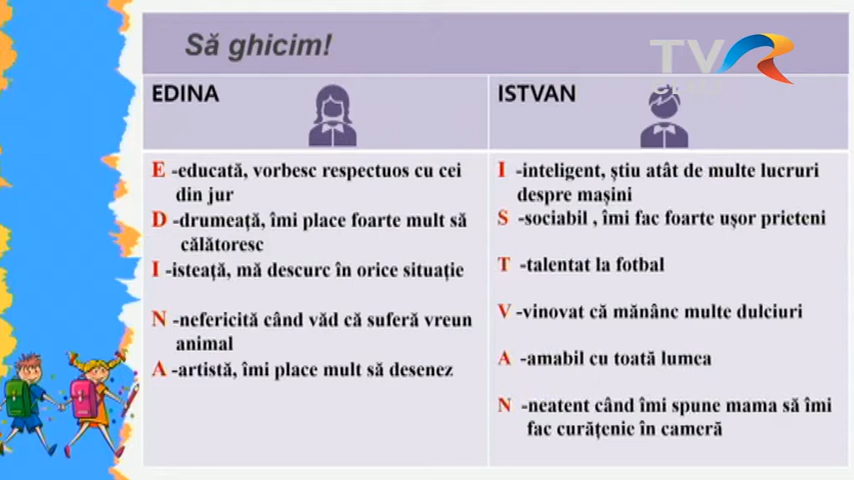 Să ghicim!
TVR
EDINA
E -educată, vorbesc respectuos cu cei
din jur
D -drumeață, îmi place foarte mult să
călătoresc
I -isteață, mă descurc în orice situație
N -nefericită când văd că suferă vreun
animal
A -artistă, îmi place mult să desenez
ISTVAN
I -inteligent, știu atât de multe lucruri
despre mașini
S -sociabil , îmi fac foarte ușor prieteni
T -talentat la fotbal
V -vinovat că mănânc multe dulciuri
A -amabil cu toată lumea
N -neatent când îmi spune mama să îmi
fac curățenie în cameră